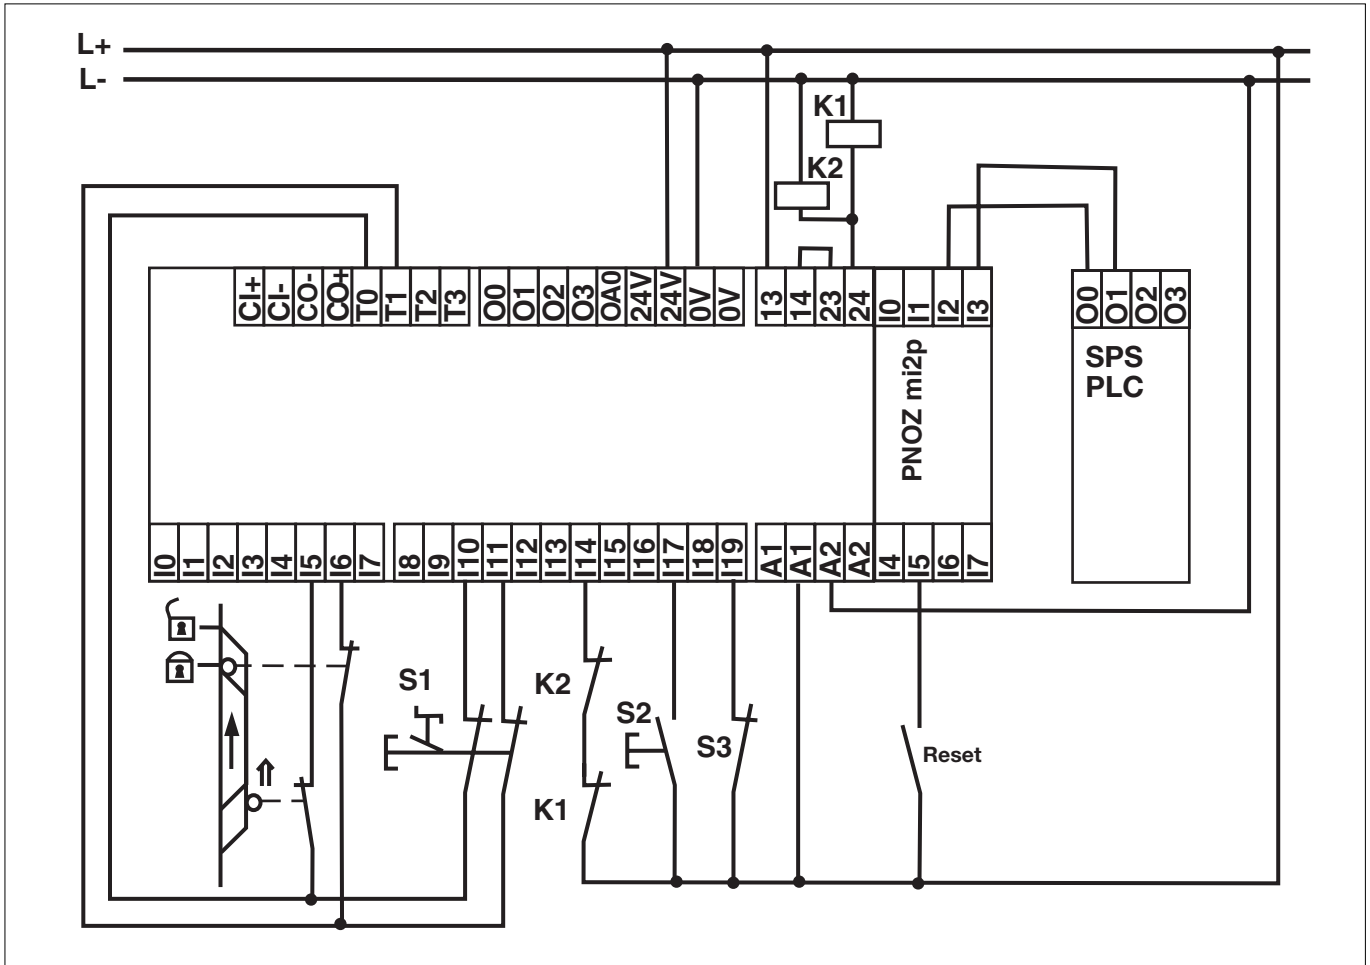 L+
L-
K1
K2
CI+ CI- CO- CO+ T0 T1 T2 T3 O0 O1 O2 O3 OA0 24V 24V 0V 0V 13 14 23 24 I0 I1 I2 I3
O0 O1 O2 O3
SPS
PLC
PNOZ mi2p
I0 I1 I2 I3 I4 I5 I6 I7 I8 I9 I10 I11 I12 I13 I14 I15 I16 I17 I18 I19 A1 A1 A2 A2 I4 I5 I6 I7
S1
K2
S2
S3
Reset
K1